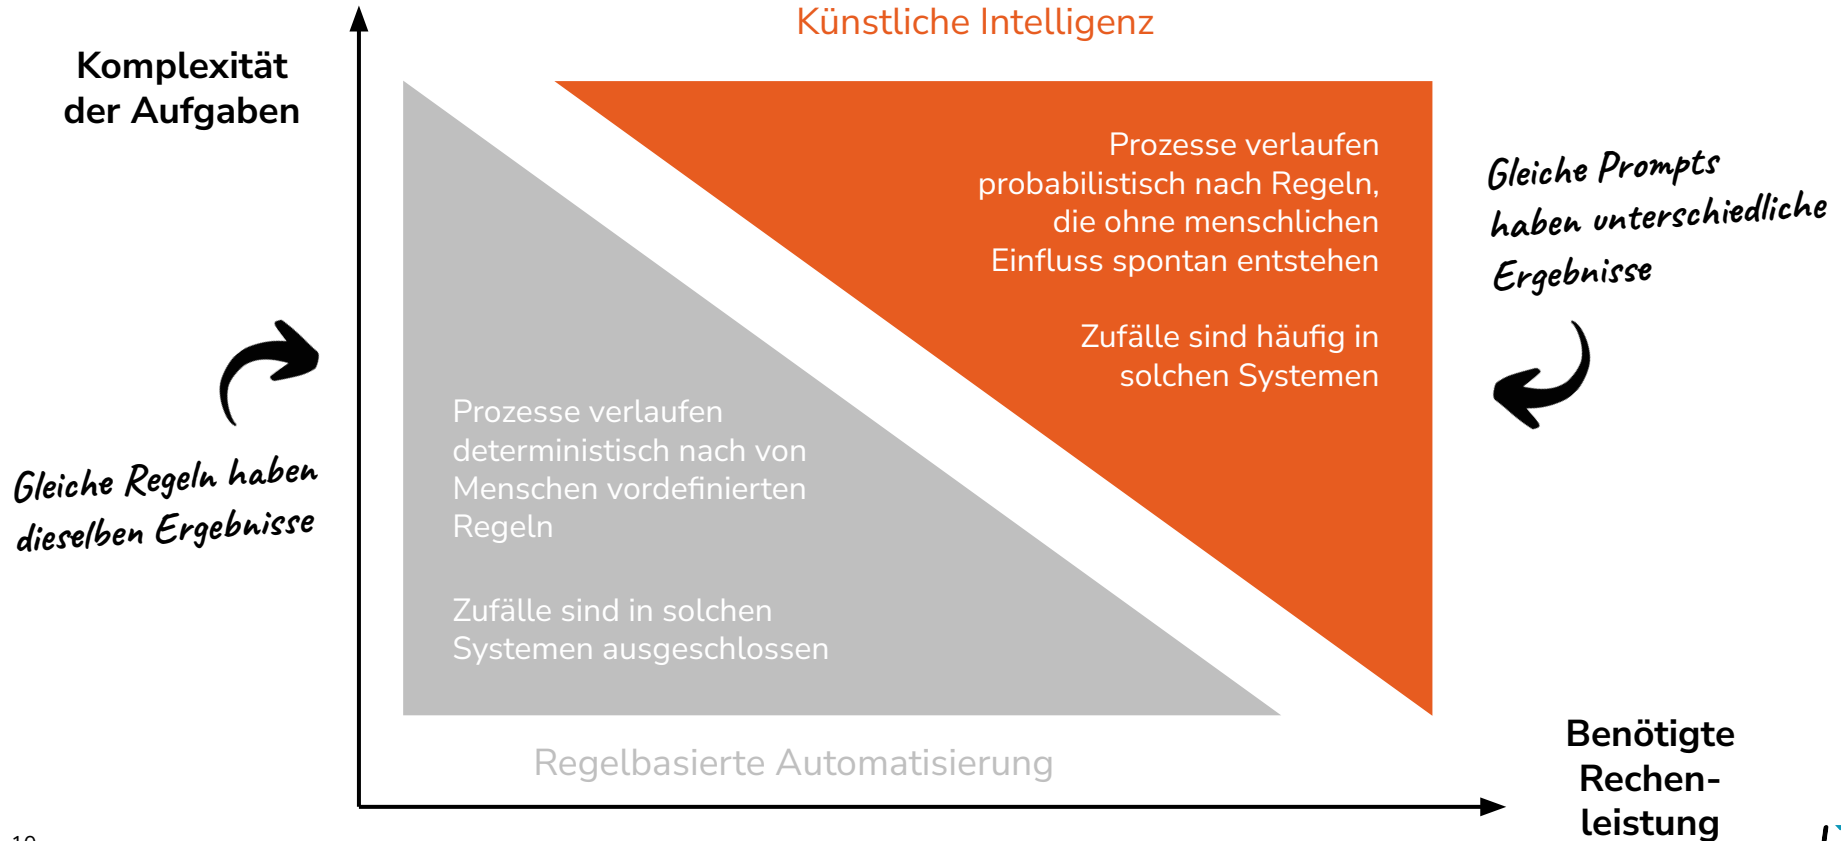 Künstliche Intelligenz
Komplexität
der Aufgaben
Prozesse verlaufen
probabilistisch nach Regeln,
die ohne menschlichen
Einfluss spontan entstehen
Zufälle sind häufig in
solchen Systemen
Gleiche Prompts
haben unterschiedliche
Ergebnisse
Gleiche Regeln haben
dieselben Ergebnisse
Prozesse verlaufen
deterministisch nach von
Menschen vordefinierten
Regeln
Zufälle sind in solchen
Systemen ausgeschlossen
Regelbasierte Automatisierung
Benötigte
Rechen-
leistung